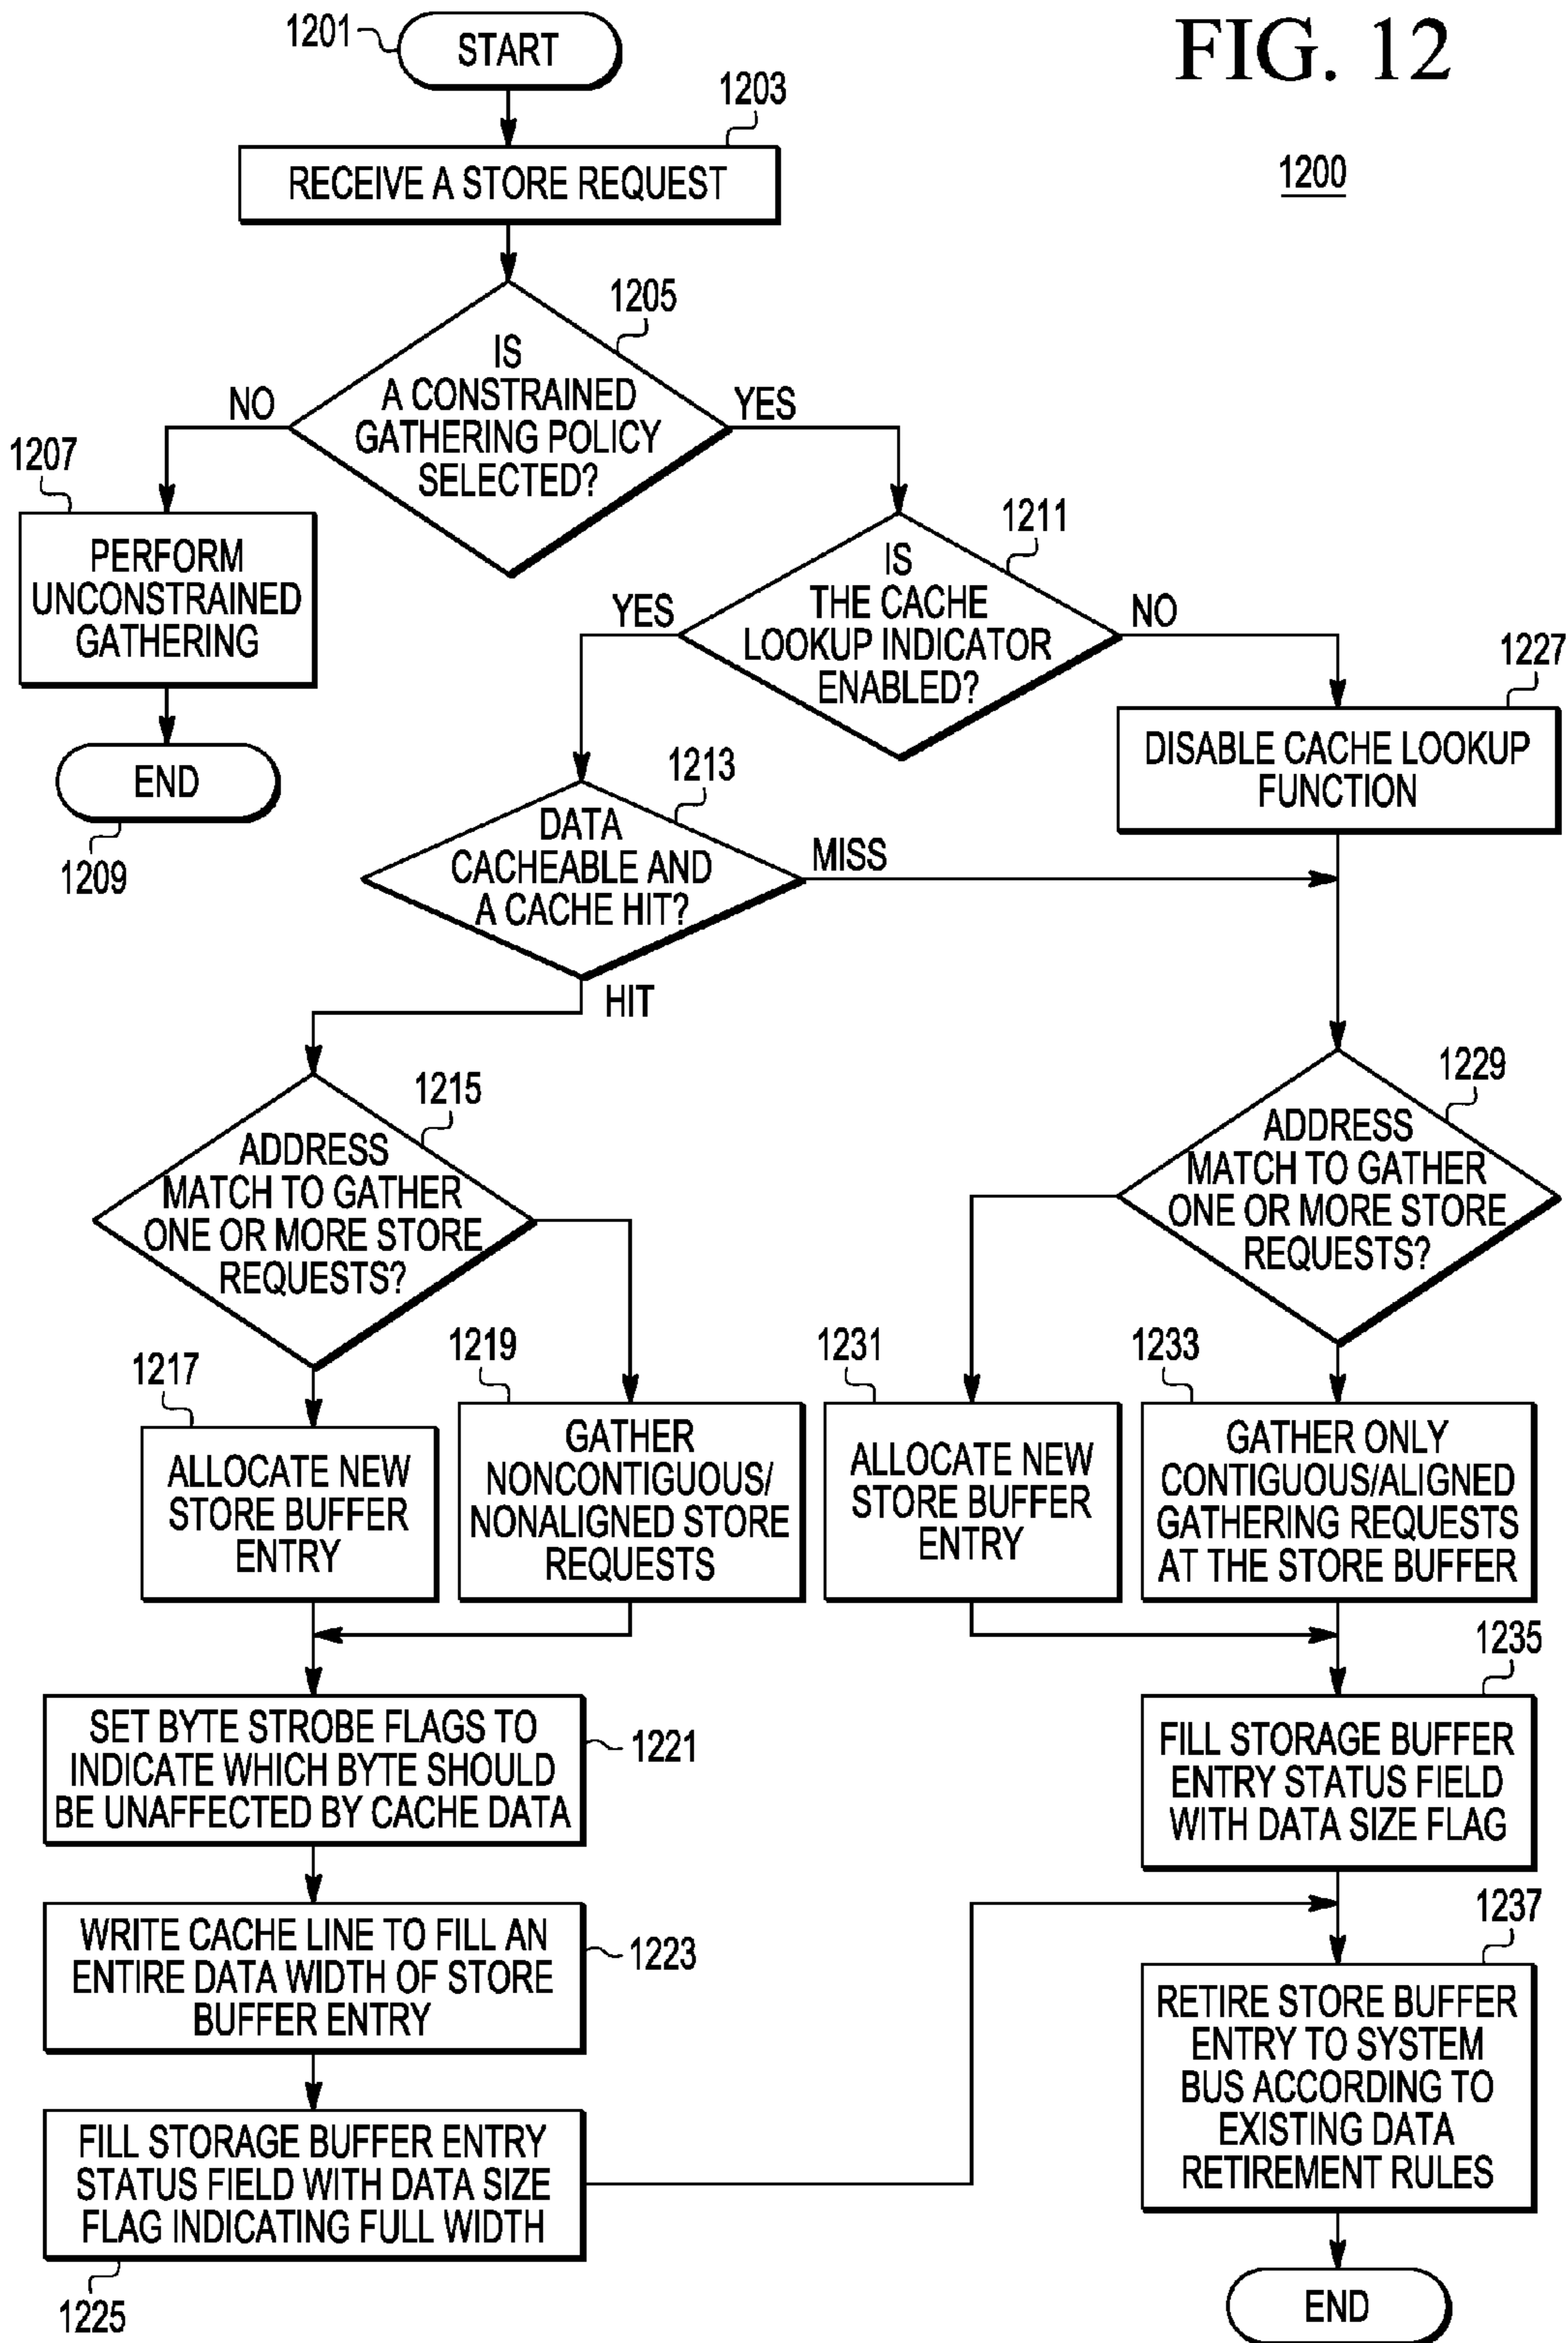 FIG. 12
1200
1201
START
1203
RECEIVE A STORE REQUEST
1205
IS
A CONSTRAINED
GATHERING POLICY
SELECTED?
NO
YES
1207
PERFORM
UNCONSTRAINED
GATHERING
END
1209
1211
IS
THE CACHE
LOOKUP INDICATOR
ENABLED?
YES
NO
1227
DISABLE CACHE LOOKUP
FUNCTION
1213
DATA
CACHEABLE AND
A CACHE HIT?
MISS
HIT
1215
ADDRESS
MATCH TO GATHER
ONE OR MORE STORE
REQUESTS?
1229
ADDRESS
MATCH TO GATHER
ONE OR MORE STORE
REQUESTS?
1217
ALLOCATE NEW
STORE BUFFER
ENTRY
1219
GATHER
NONCONTIGUOUS/
NONALIGNED STORE
REQUESTS
1231
ALLOCATE NEW
STORE BUFFER
ENTRY
1233
GATHER ONLY
CONTIGUOUS/ALIGNED
GATHERING REQUESTS
AT THE STORE BUFFER
SET BYTE STROBE FLAGS TO
INDICATE WHICH BYTE SHOULD
BE UNAFFECTED BY CACHE DATA
1221
1235
FILL STORAGE BUFFER
ENTRY STATUS FIELD
WITH DATA SIZE FLAG
WRITE CACHE LINE TO FILL AN
ENTIRE DATA WIDTH OF STORE
BUFFER ENTRY
1223
1237
RETIRE STORE BUFFER
ENTRY TO SYSTEM
BUS ACCORDING TO
EXISTING DATA
RETIREMENT RULES
FILL STORAGE BUFFER ENTRY
STATUS FIELD WITH DATA SIZE
FLAG INDICATING FULL WIDTH
1225
END